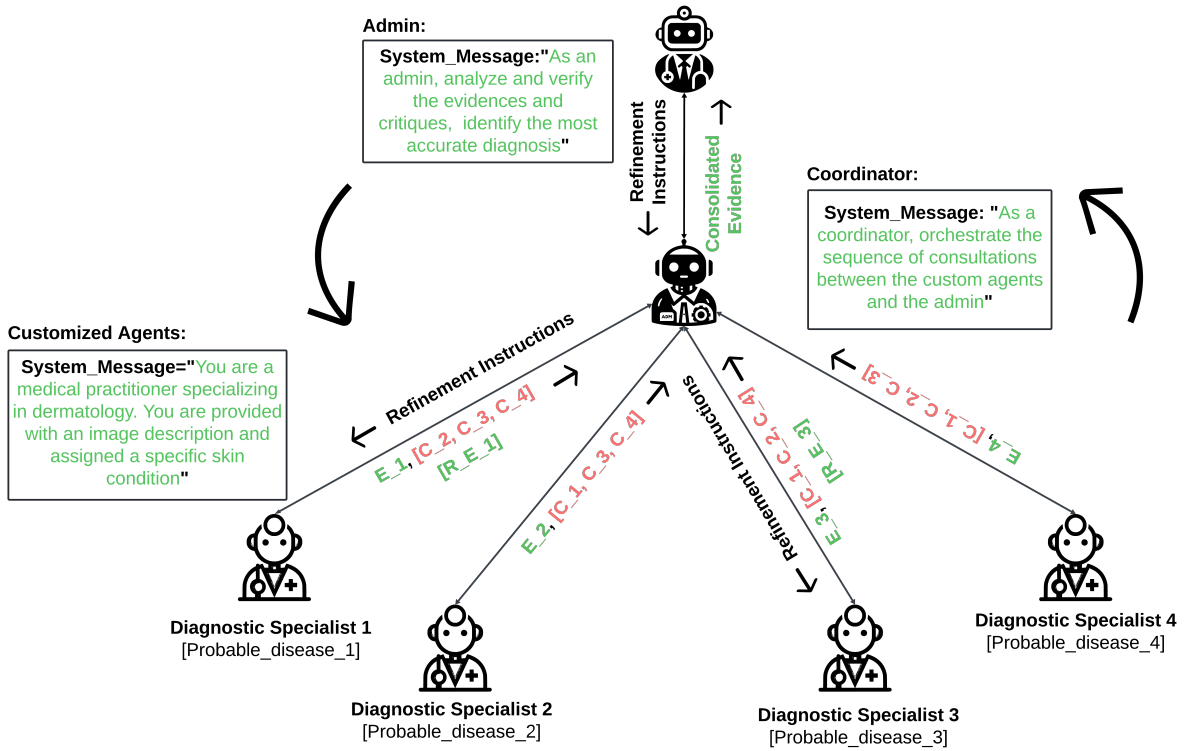 Admin:
System_Message:"As an
admin, analyze and verify
the evidences and
critiques,  identify the most
accurate diagnosis"
Refinement
Instructions
Consolidated
Evidence
Coordinator:
System_Message: "As a
coordinator, orchestrate the
sequence of consultations
between the custom agents
and the admin"
ADM
Customized Agents:
System_Message="You are a
medical practitioner specializing
in dermatology. You are provided
with an image description and
assigned a specific skin
condition"
Refinement Instructions
E_1, [C_2, C_3, C_4]
[R_E_1]
E_2, [C_1, C_3, C_4]
Refinement Instructions
E_3, [C_1, C_2, C_4]
[R_E_3]
E_4, [C_1, C_2, C_3]
Diagnostic Specialist 1
[Probable_disease_1]
Diagnostic Specialist 2
[Probable_disease_2]
Diagnostic Specialist 3
[Probable_disease_3]
Diagnostic Specialist 4
[Probable_disease_4]